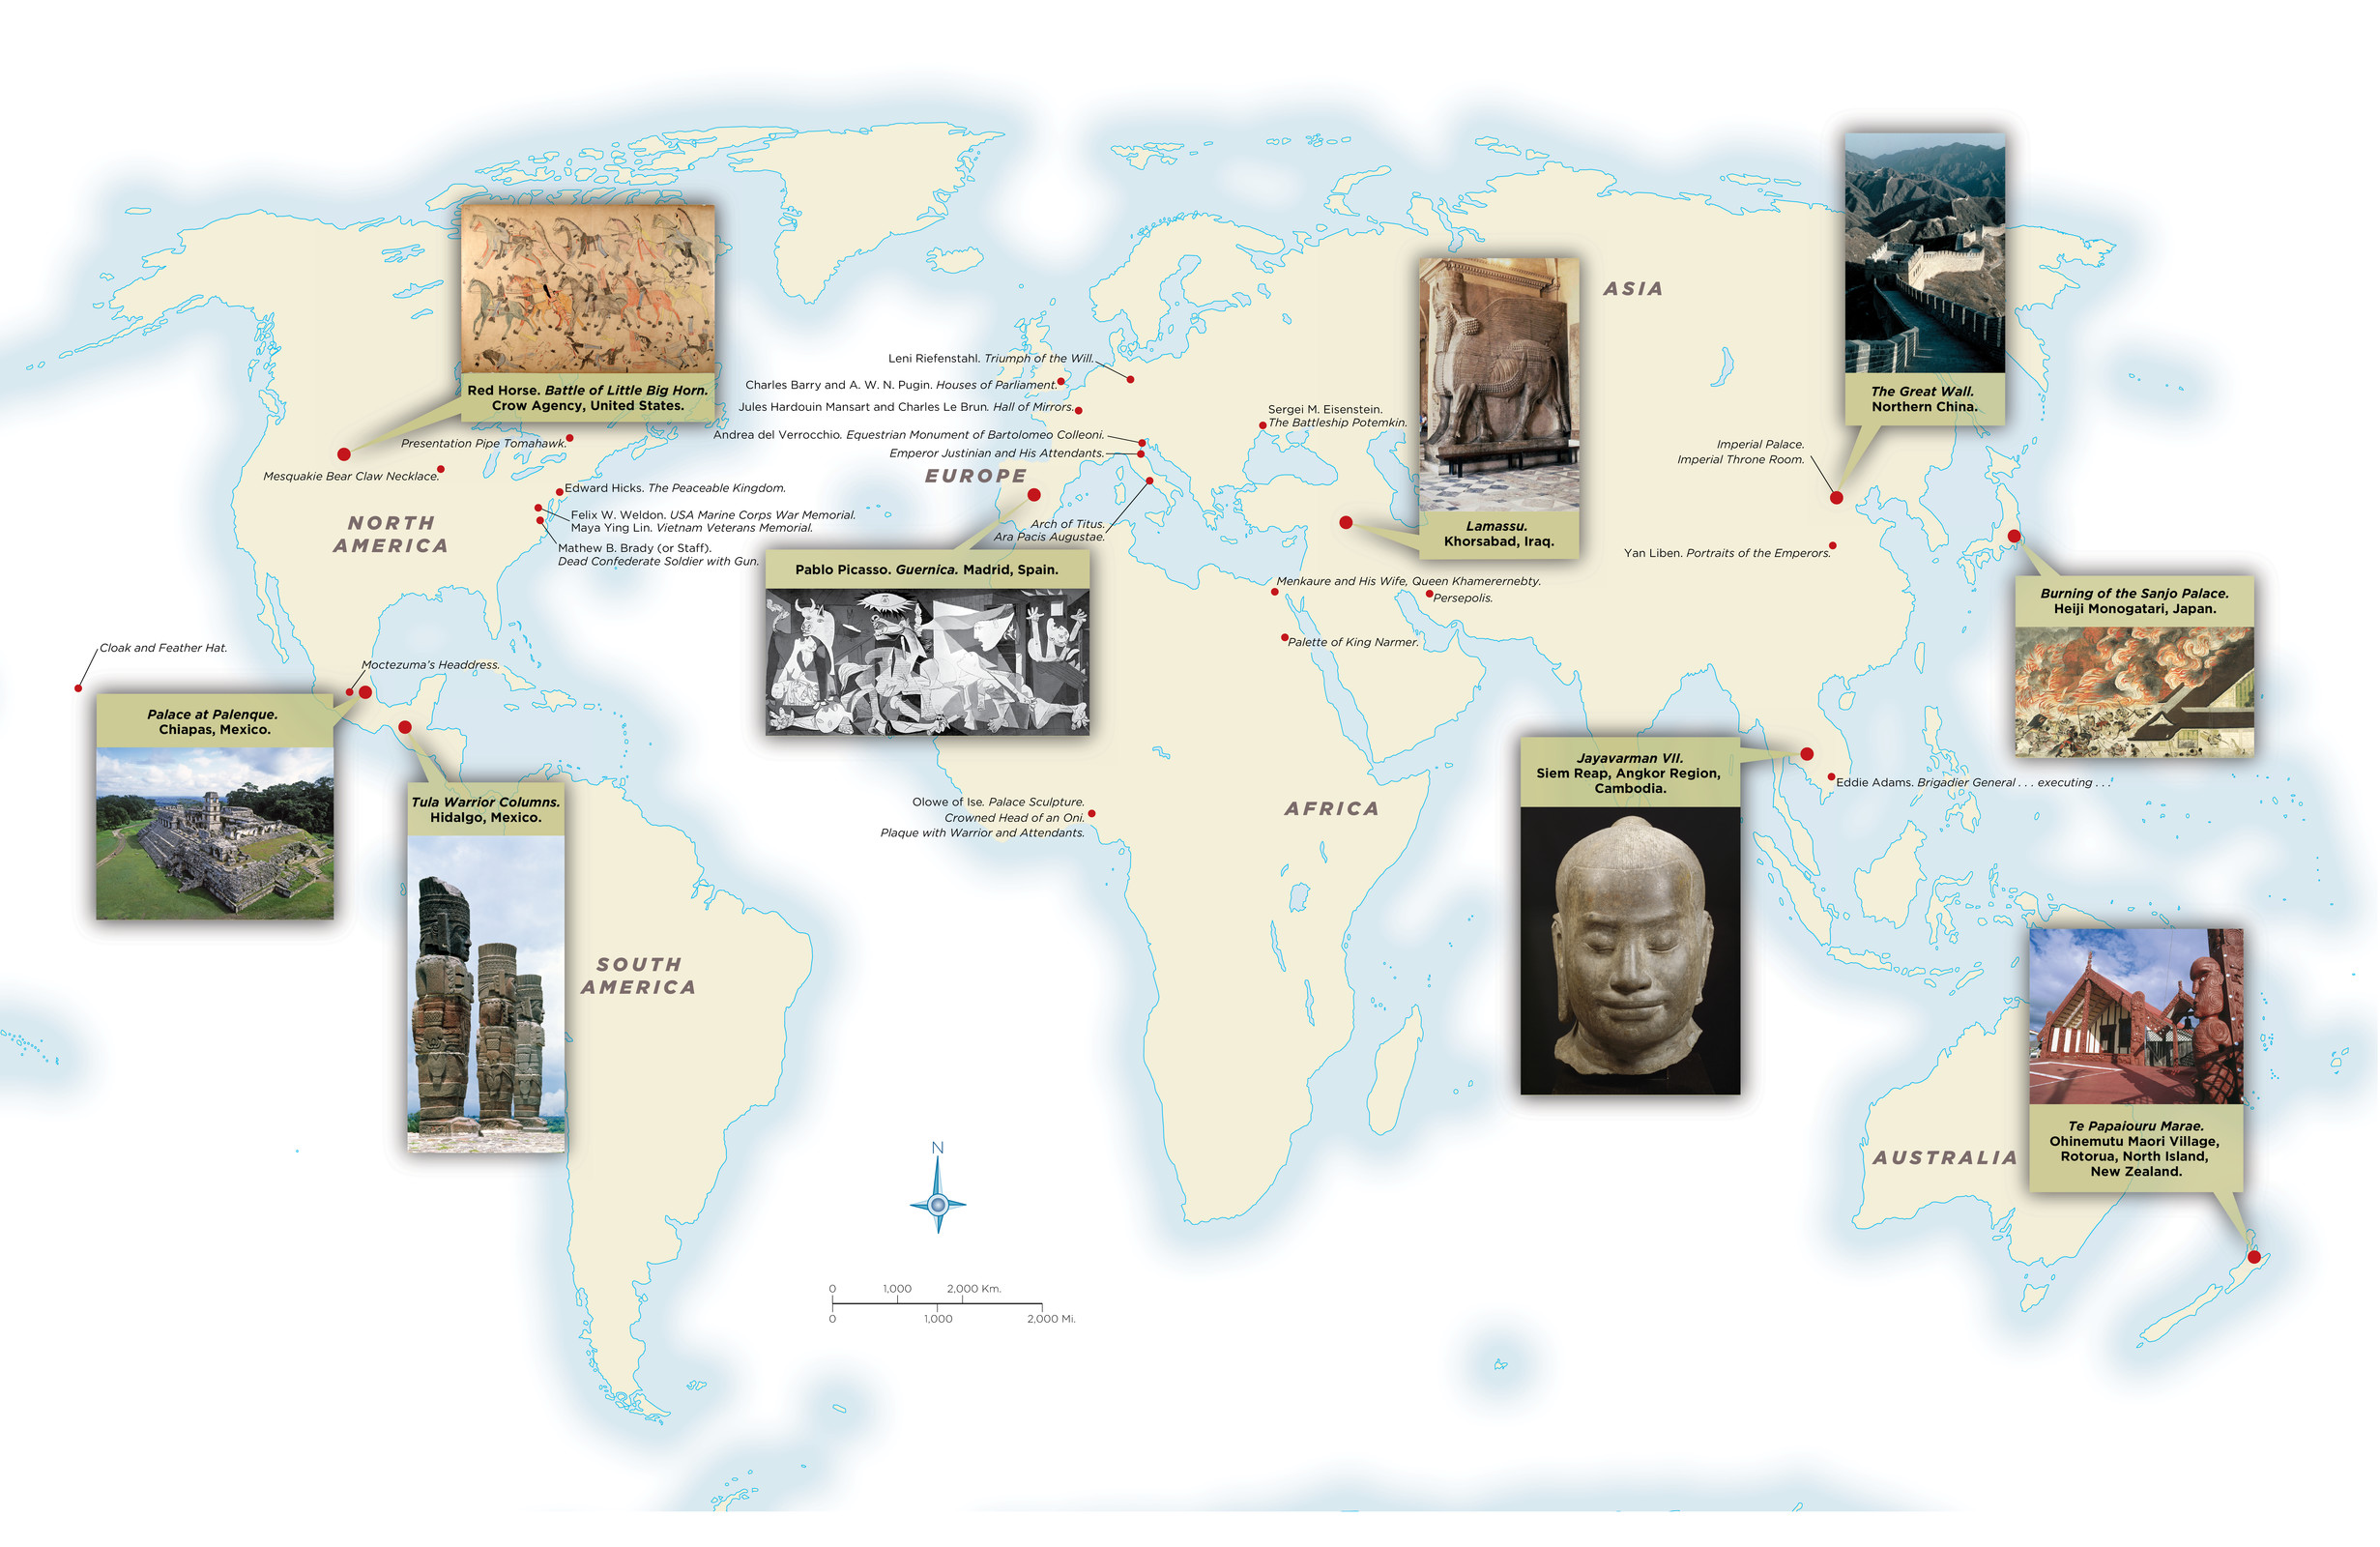 Red Horse. Battle of Little Big Horn.
Crow Agency, United States.
Presentation Pipe Tomahawk.
Mesquakie Bear Claw Necklace.
Edward Hicks. The Peaceable Kingdom.
Felix W. Weldon. USA Marine Corps War Memorial.
Maya Ying Lin. Vietnam Veterans Memorial.
Mathew B. Brady (or Staff).
Dead Confederate Soldier with Gun.
NORTH
AMERICA
Cloak and Feather Hat.
Moctezuma's Headdress.
Palace at Palenque.
Chiapas, Mexico.
Tula Warrior Columns.
Hidalgo, Mexico.
SOUTH
AMERICA
Leni Riefenstahl. Triumph of the Will.
Charles Barry and A. W. N. Pugin. Houses of Parliament.
Jules Hardouin Mansart and Charles Le Brun. Hall of Mirrors.
Andrea del Verrocchio. Equestrian Monument of Bartolomeo Colleoni.
Emperor Justinian and His Attendants.
EUROPE
Arch of Titus.
Ara Pacis Augustae.
Pablo Picasso. Guernica. Madrid, Spain.
Sergei M. Eisenstein.
The Battleship Potemkin.
Lamassu.
Khorsabad, Iraq.
Menkaure and His Wife, Queen Khamerernebty.
Persepolis.
Palette of King Narmer.
Olowe of Ise. Palace Sculpture.
Crowned Head of an Oni.
Plaque with Warrior and Attendants.
AFRICA
ASIA
The Great Wall.
Northern China.
Imperial Palace.
Imperial Throne Room.
Yan Liben. Portraits of the Emperors.
Burning of the Sanjo Palace.
Heiji Monogatari, Japan.
Jayavarman VII.
Siem Reap, Angkor Region,
Cambodia.
Eddie Adams. Brigadier General . . . executing . . .
AUSTRALIA
Te Papaiouru Marae.
Ohinemutu Maori Village,
Rotorua, North Island,
New Zealand.
N
0 1,000 2,000 Km.
0 1,000 2,000 Mi.